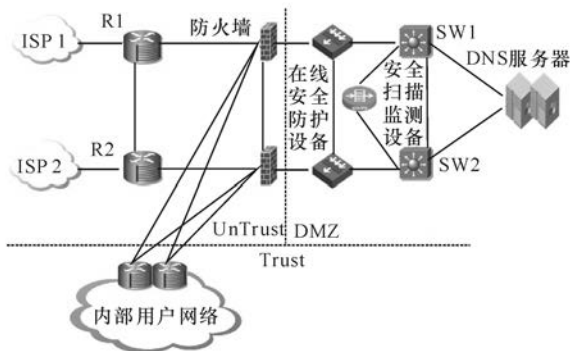 ISP 1
R1
防火墙
SW1
DNS服务器
在线
安全
防护
设备
安全
扫描
监测
设备
ISP 2
R2
SW2
UnTrust
DMZ
Trust
内部用户网络